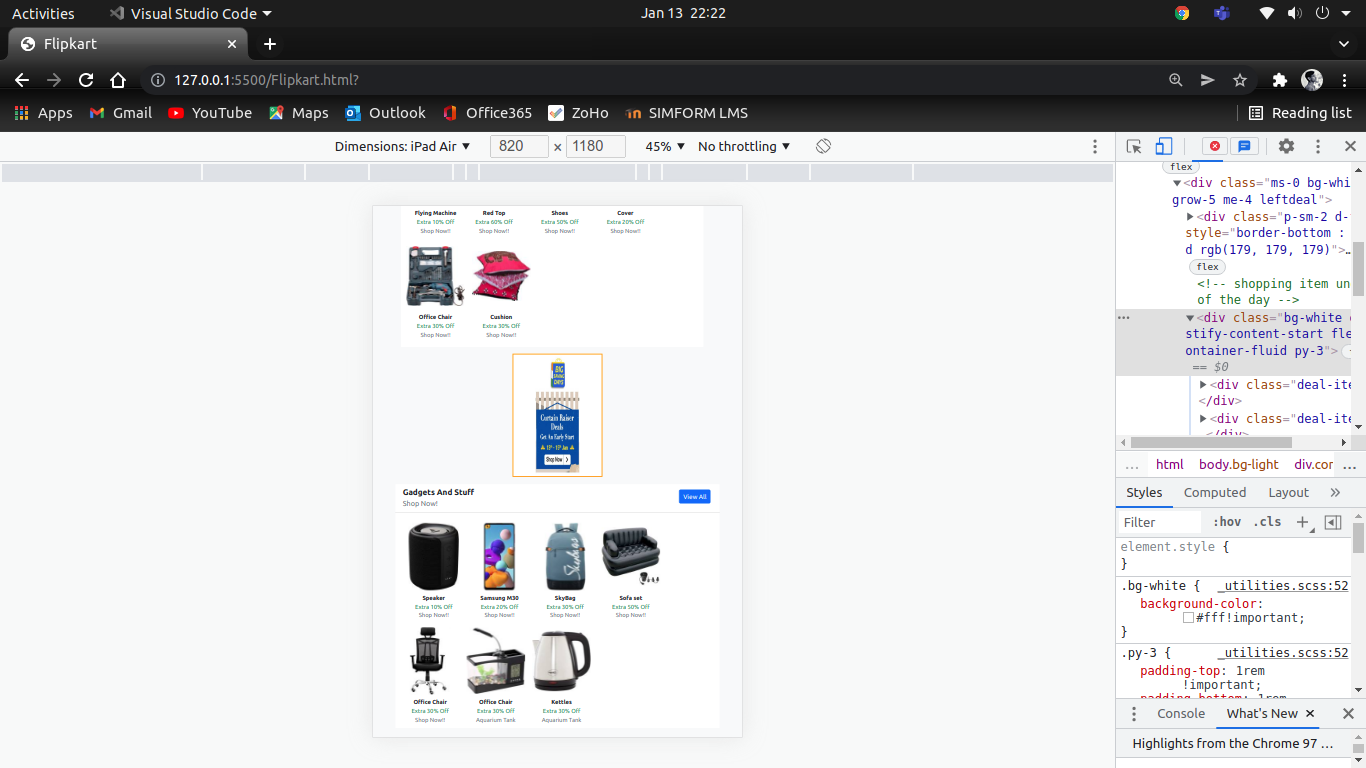 Activities Visual Studio Code Jan 13 22:22
Flipkart
127.0.0.1:5500/Flipkart.html?
Apps Gmail YouTube Maps Outlook Office365 ZoHo SIMFORM LMS Reading list
Dimensions: iPad Air 820 x 1180 45% No throttling
Flying Machine Red Top Shoes Cover
Extra 10% Off Extra 60% Off Extra 50% Off Extra 20% Off
Shop Now!! Shop Now!! Shop Now!! Shop Now!!
Office Chair Cushion
Extra 30% Off Extra 30% Off
Shop Now!! Shop Now!!
BIG
SAVING
DAYS
Curtain Raiser
Deals
Get An Early Start
Shop Now
Gadgets And Stuff
Shop Now!
View All
Speaker Samsung M30 SkyBag Sofa set
Extra 10% Off Extra 20% Off Extra 30% Off Extra 50% Off
Shop Now!! Shop Now!! Shop Now!! Shop Now!!
Office Chair Office Chair Kettles
Extra 30% Off Extra 30% Off Extra 30% Off
Shop Now!! Aquarium Tank Aquarium Tank
flex
<div class="ms-0 bg-whi
grow-5 me-4 leftdeal">
<div class="p-sm-2 d-
style="border-bottom :
d rgb(179, 179, 179)">…
flex
<!-- shopping item un
of the day -->
<div class="bg-white
stify-content-start fle
ontainer-fluid py-3">
== $0
<div class="deal-ite
</div>
<div class="deal-ite
</div>
... html body.bg-light div.cor ...
Styles Computed Layout
Filter :hov .cls
element.style {
}
.bg-white { _utilities.scss:52
background-color:
#fff!important;
}
.py-3 { _utilities.scss:52
padding-top: 1rem
!important;
padding-bottom: 1rem
Console What's New
Highlights from the Chrome 97 ...